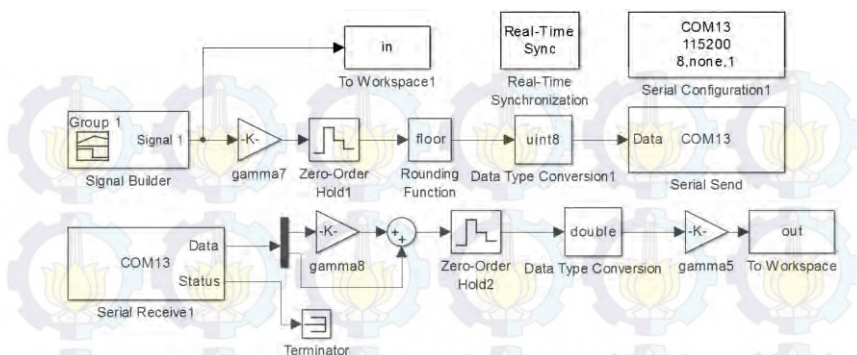 in
To Workspace1
Real-Time
Sync
Real-Time
Synchronization
COM13
115200
8,none,1
Serial Configuration1
Group 1
Signal 1
Signal Builder
-K-
gamma7
Zero-Order
Hold1
floor
Rounding
Function
uint8
Data Type Conversion1
Data
COM13
Serial Send
COM13
Data
Status
Serial Receive1
Terminator
-K-
gamma8
++
Zero-Order
Hold2
double
Data Type Conversion
-K-
gamma5
out
To Workspace